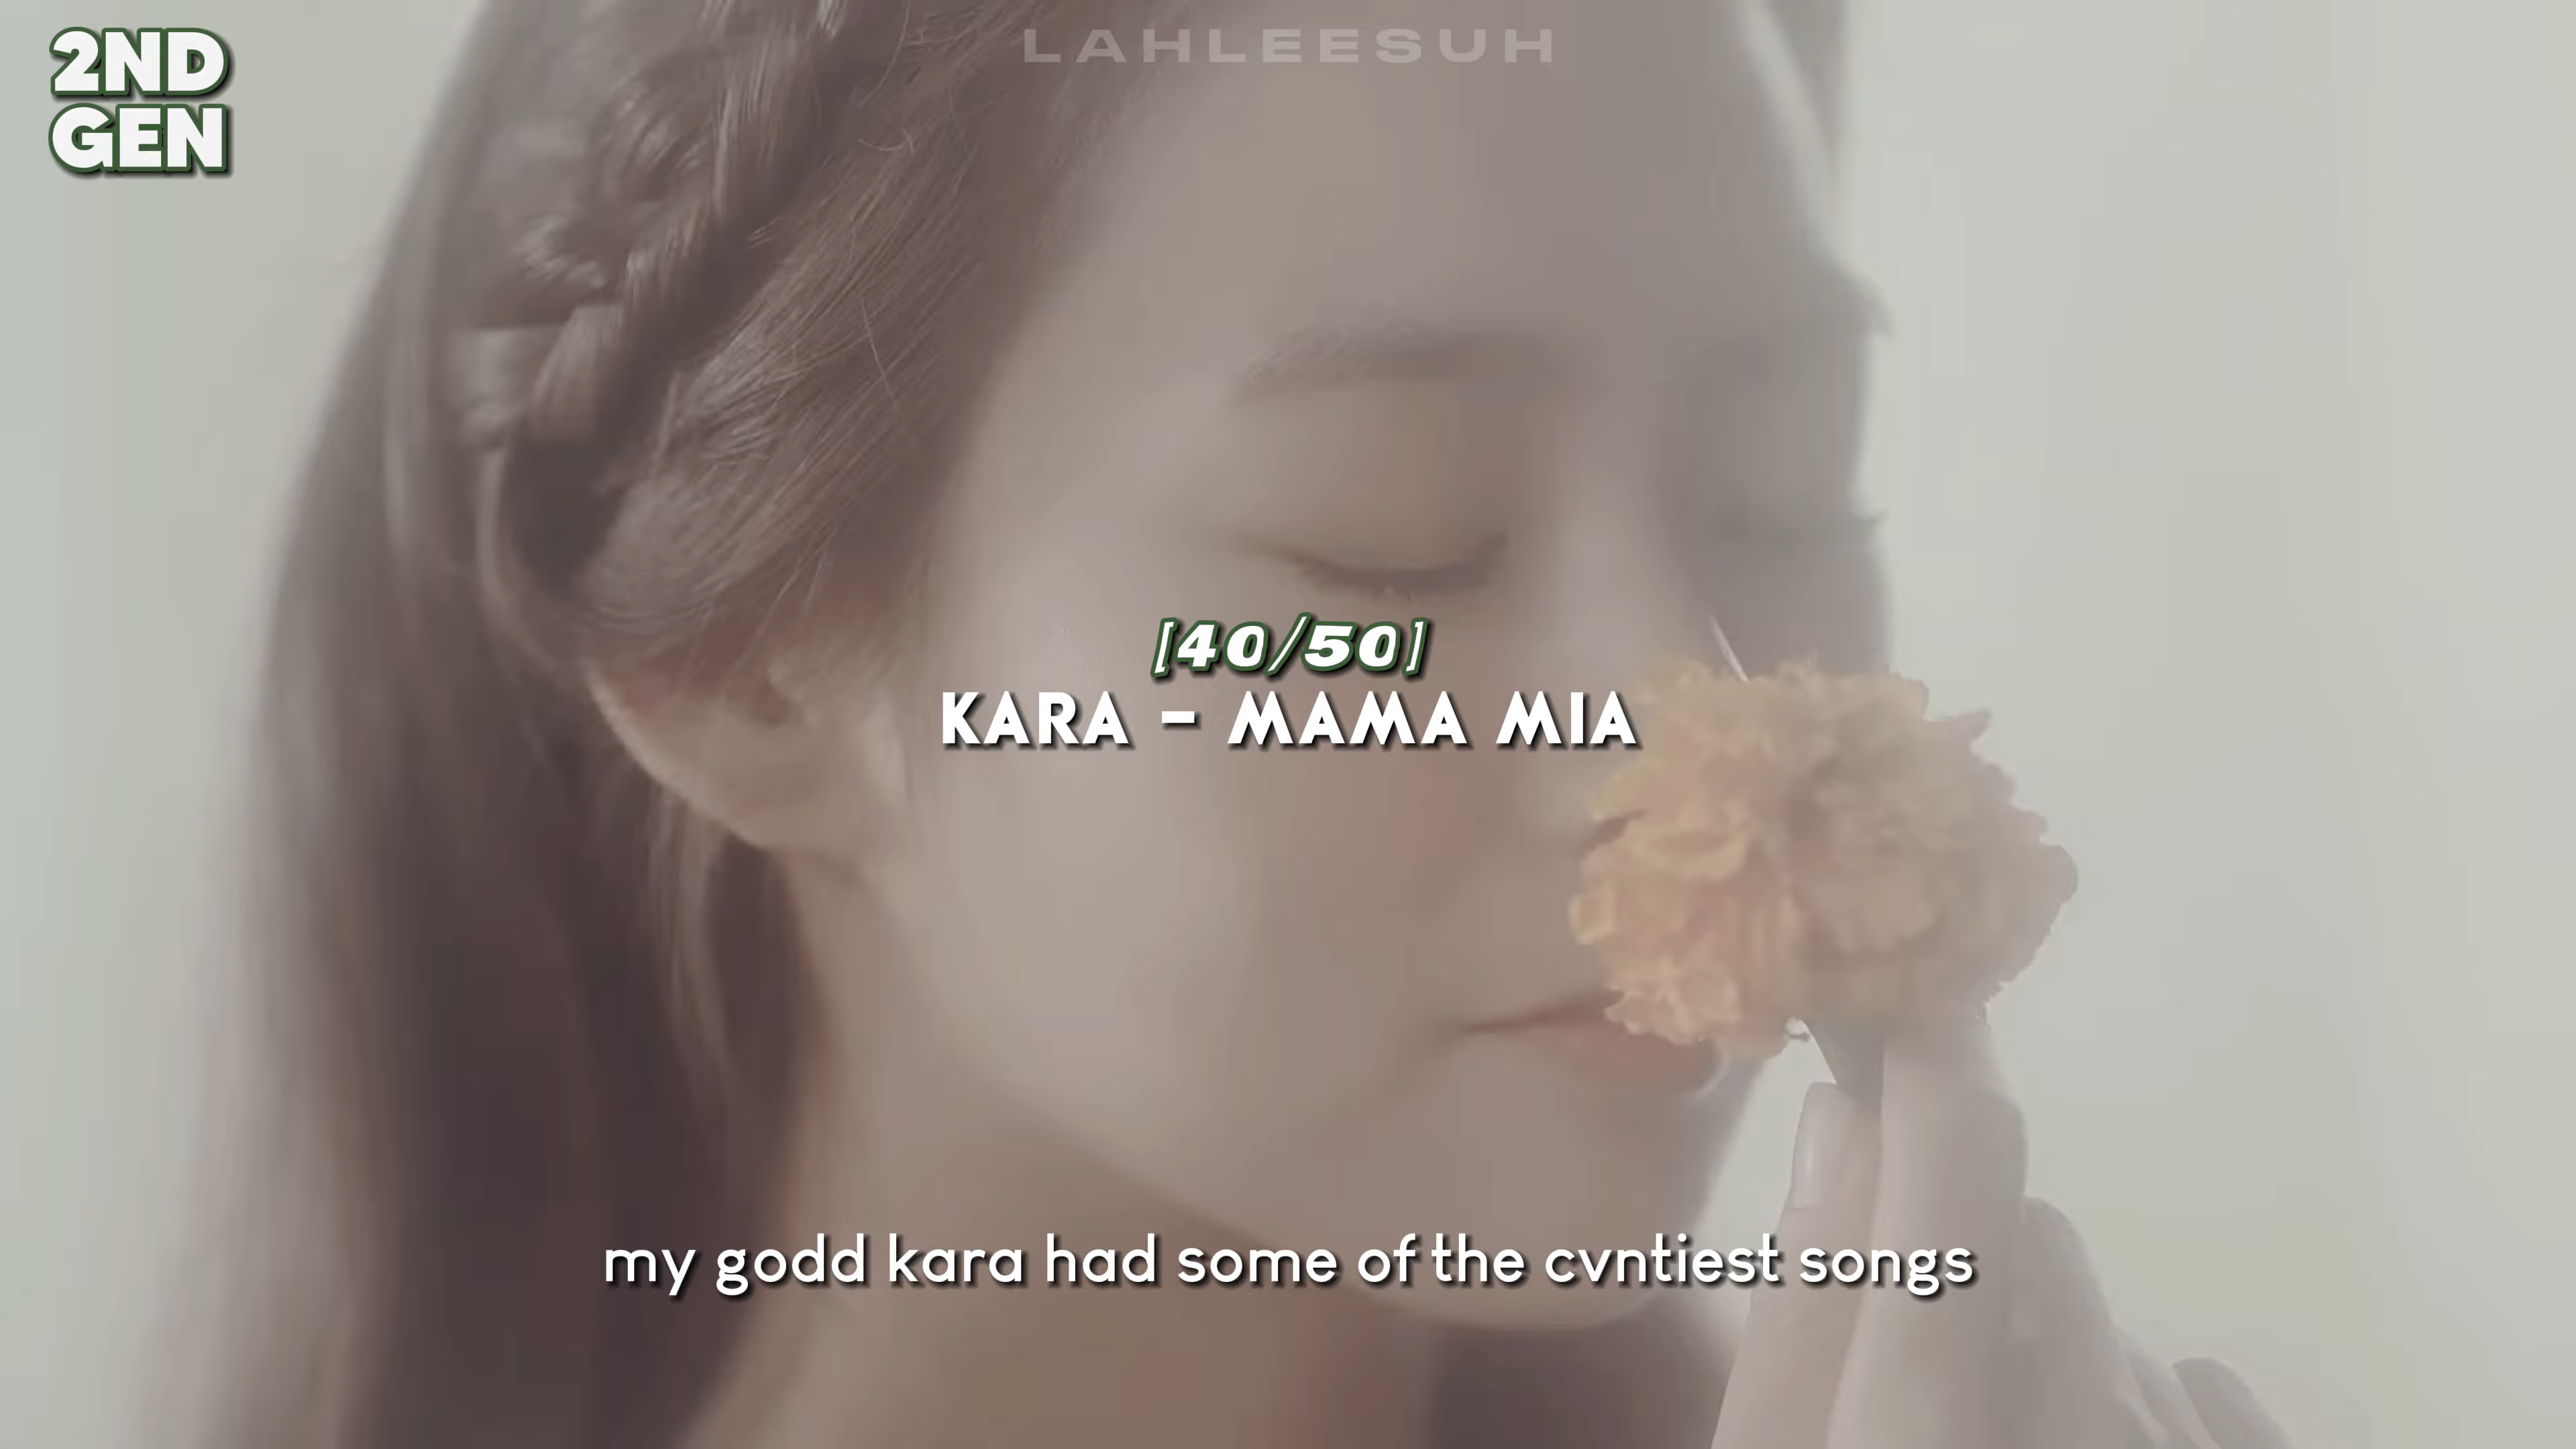 2ND
GEN
LAHLEESUH
[40/50]
KARA - MAMA MIA
my godd kara had some of the cvntiest songs